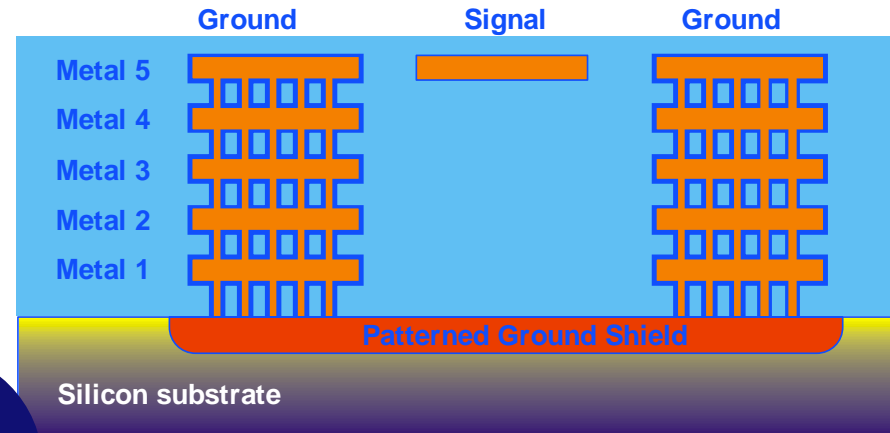 Ground Signal Ground
Metal 5
Metal 4
Metal 3
Metal 2
Metal 1
Patterned Ground Shield
Silicon substrate